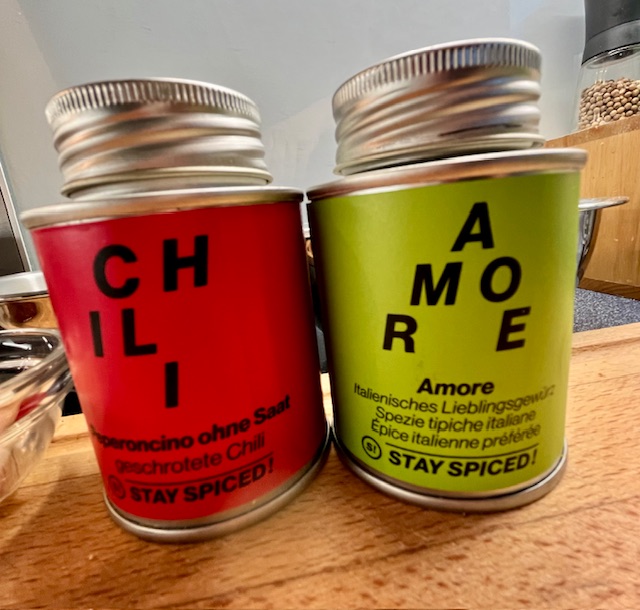 CH
IL
I
Peperoncino ohne Saat
geschrotete Chili
S! STAY SPICED!
A
MO
R E
Amore
Italienisches Lieblingsgewürz
Spezie tipiche italiane
Épice italienne préférée
S! STAY SPICED!